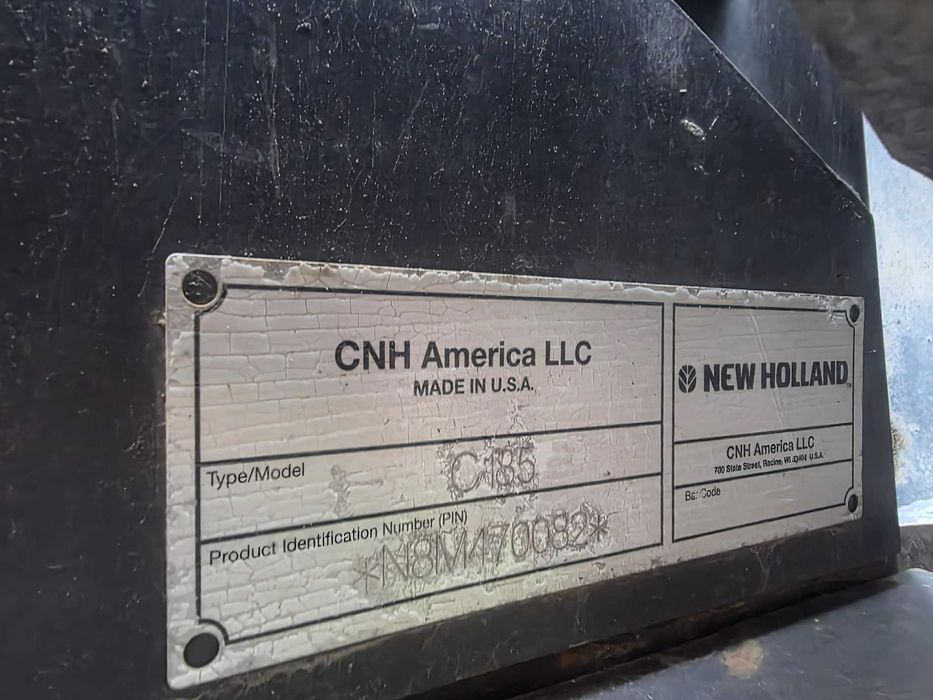 CNH America LLC
MADE IN U.S.A.
Type/Model
C185
Product Identification Number (PIN)
*N8M470082*
NEW HOLLAND
CNH America LLC
700 State Street, Racine, WI 53404 U.S.A.
Bar Code